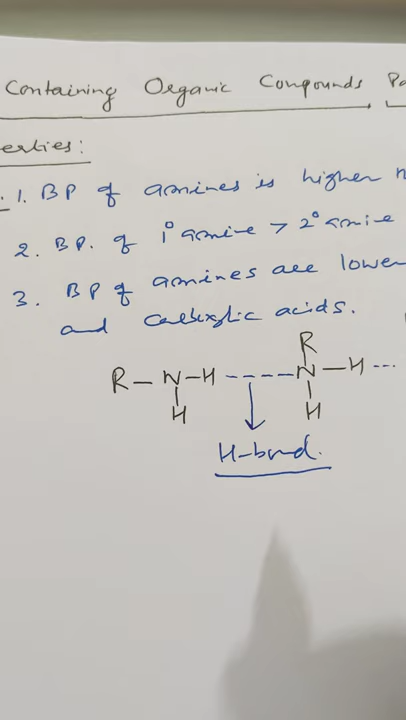 Containing Organic Compounds
erties:
1. BP of amines is higher
2. BP. of 1° amine > 2° amine
3. BP of amines are lower
and carboxylic acids.
R
R-N-H----N-H---
H H
H-bond.